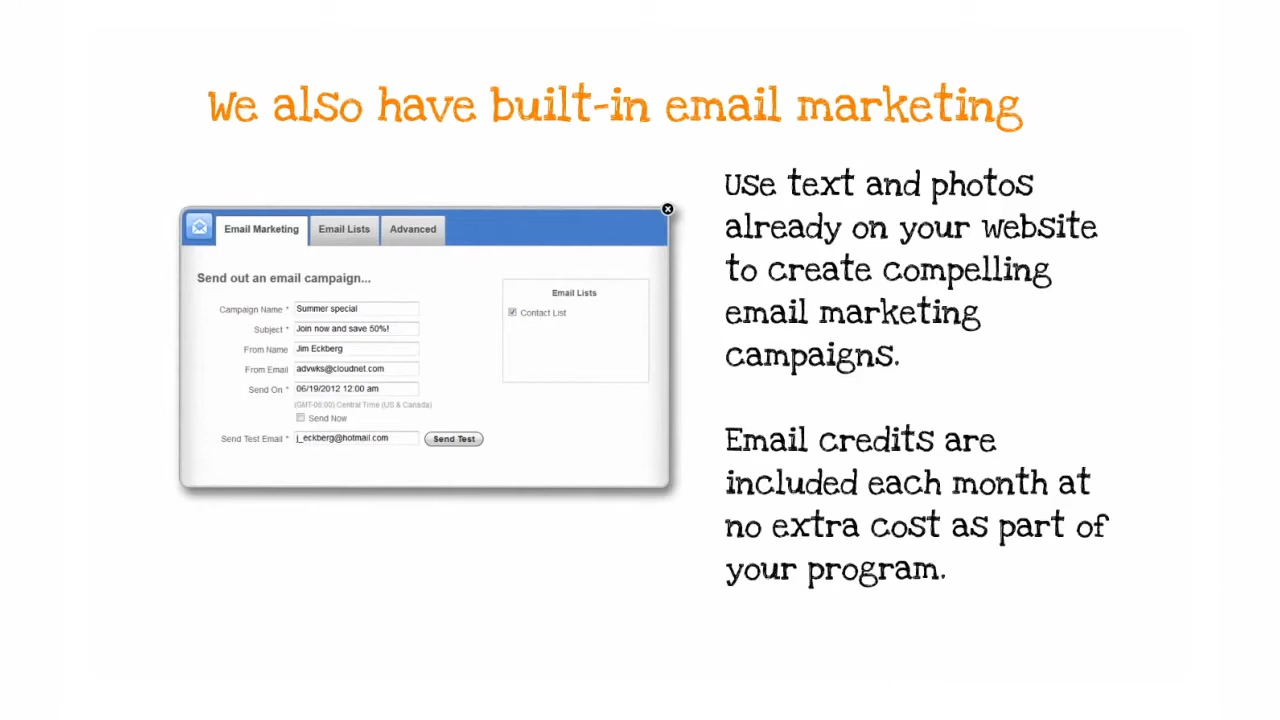 We also have built-in email marketing
Use text and photos
already on your website
to create compelling
email marketing
campaigns.
Email credits are
included each month at
no extra cost as part of
your program.
Email Marketing
Email Lists
Advanced
Send out an email campaign...
Campaign Name * Summer special
Subject * Join now and save 50%!
From Name Jim Eckberg
From Email advwks@cloudnet.com
Send On * 06/19/2012 12:00 am
(GMT-06:00) Central Time (US & Canada)
Send Now
Send Test Email * j_eckberg@hotmail.com Send Test
Email Lists
Contact List